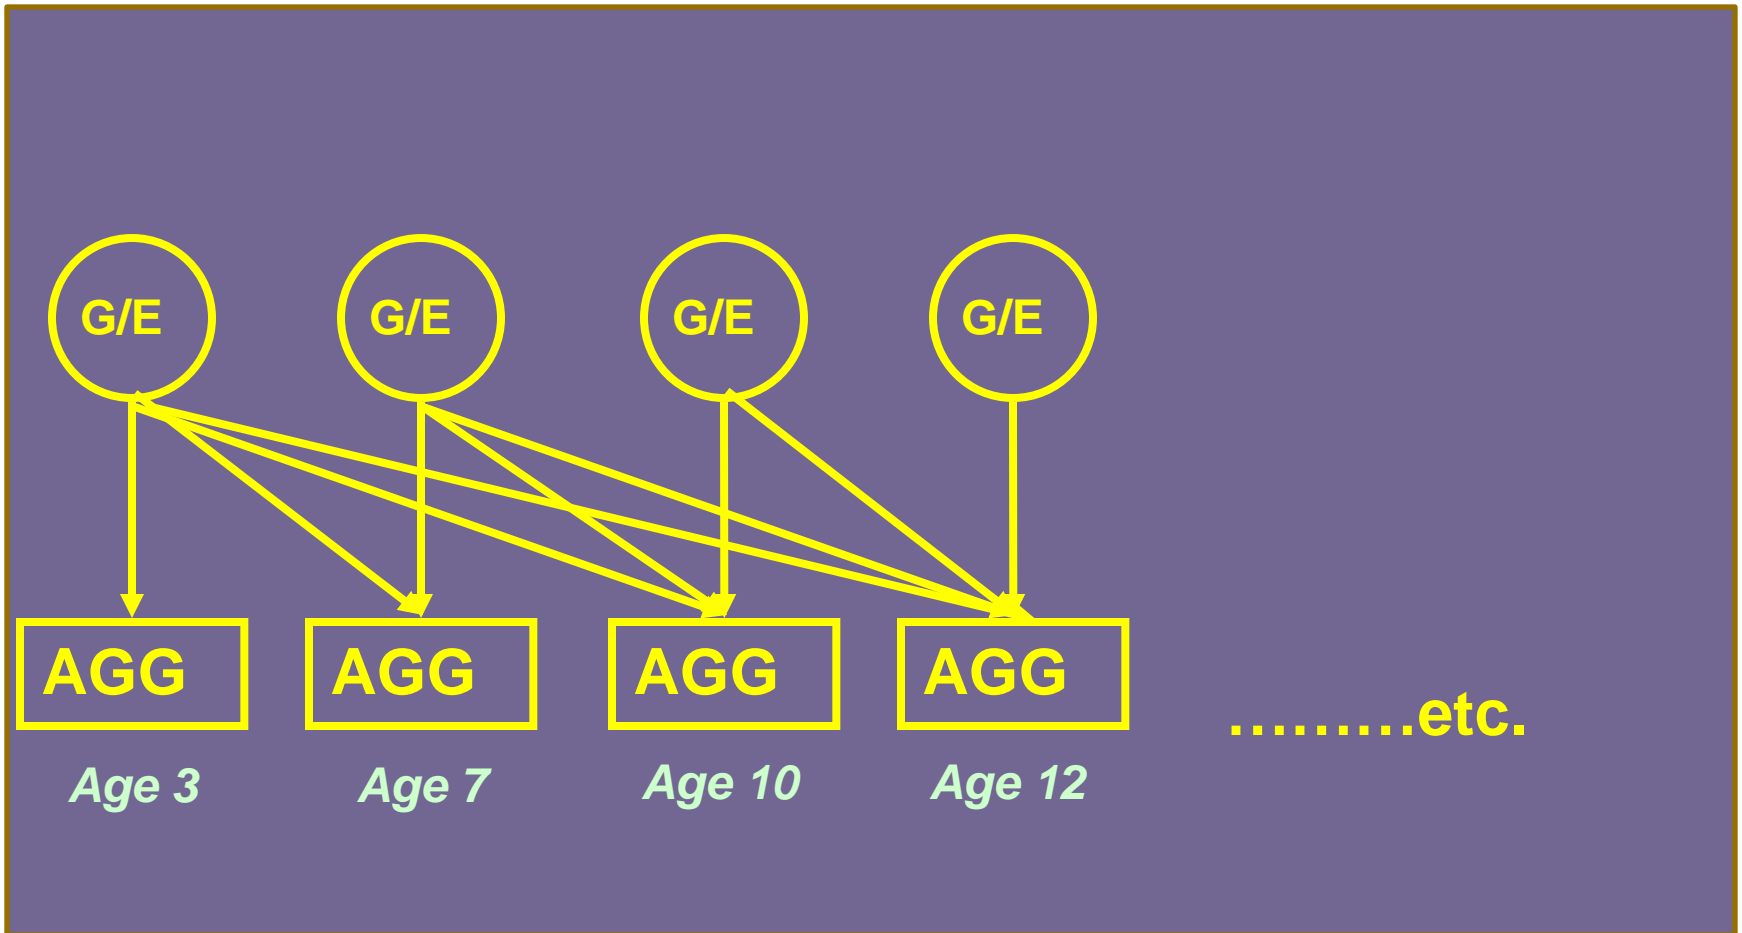 G/E G/E G/E G/E
AGG AGG AGG AGG
………etc.
Age 3 Age 7 Age 10 Age 12